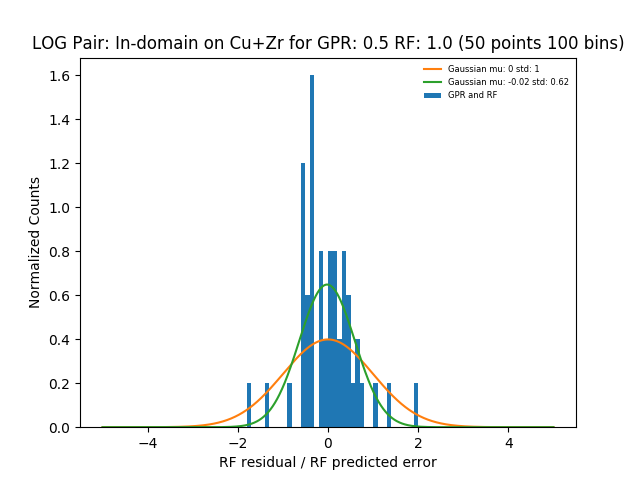 LOG Pair: In-domain on Cu+Zr for GPR: 0.5 RF: 1.0 (50 points 100 bins)
Gaussian mu: 0 std: 1
Gaussian mu: -0.02 std: 0.62
GPR and RF
Normalized Counts
1.6
1.4
1.2
1.0
0.8
0.6
0.4
0.2
0.0
−4 −2 0 2 4
RF residual / RF predicted error